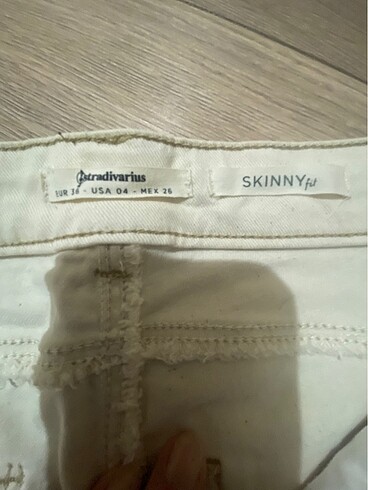 stradivarius
EUR 36 - USA 04 - MEX 26
SKINNY fit